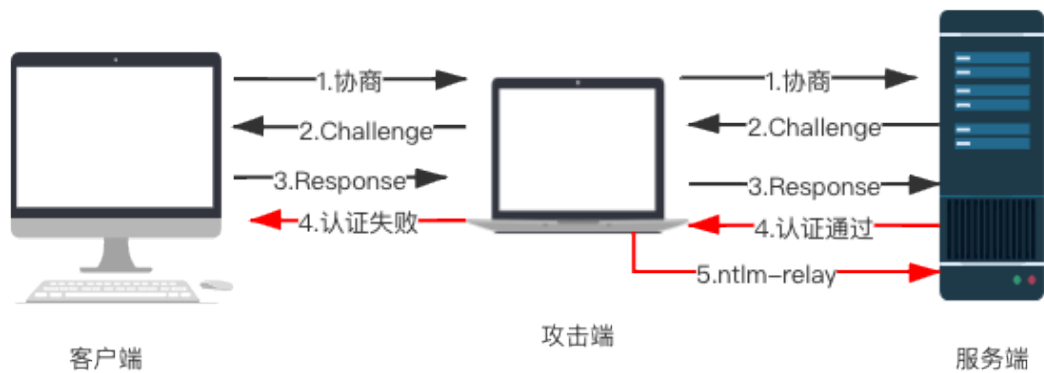 1.协商
1.协商
2.Challenge
2.Challenge
3.Response
3.Response
4.认证失败
4.认证通过
5.ntlm-relay
攻击端
客户端
服务端